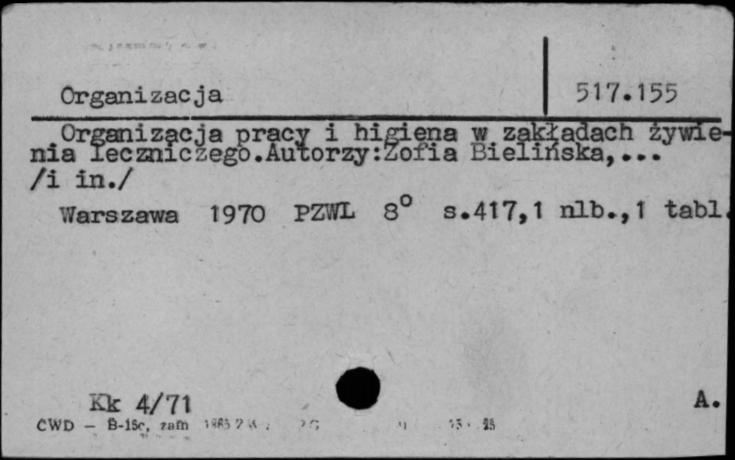 Organizacja 517.155
Organizacja pracy i higiena w zakładach żywie-
nia leczniczego.Autorzy:Zofia Bielińska,...
/i in./
Warszawa 1970 PZWL 8° s.417,1 nlb.,1 tabl.
Kk 4/71 A.
CWD — B-15c, zam